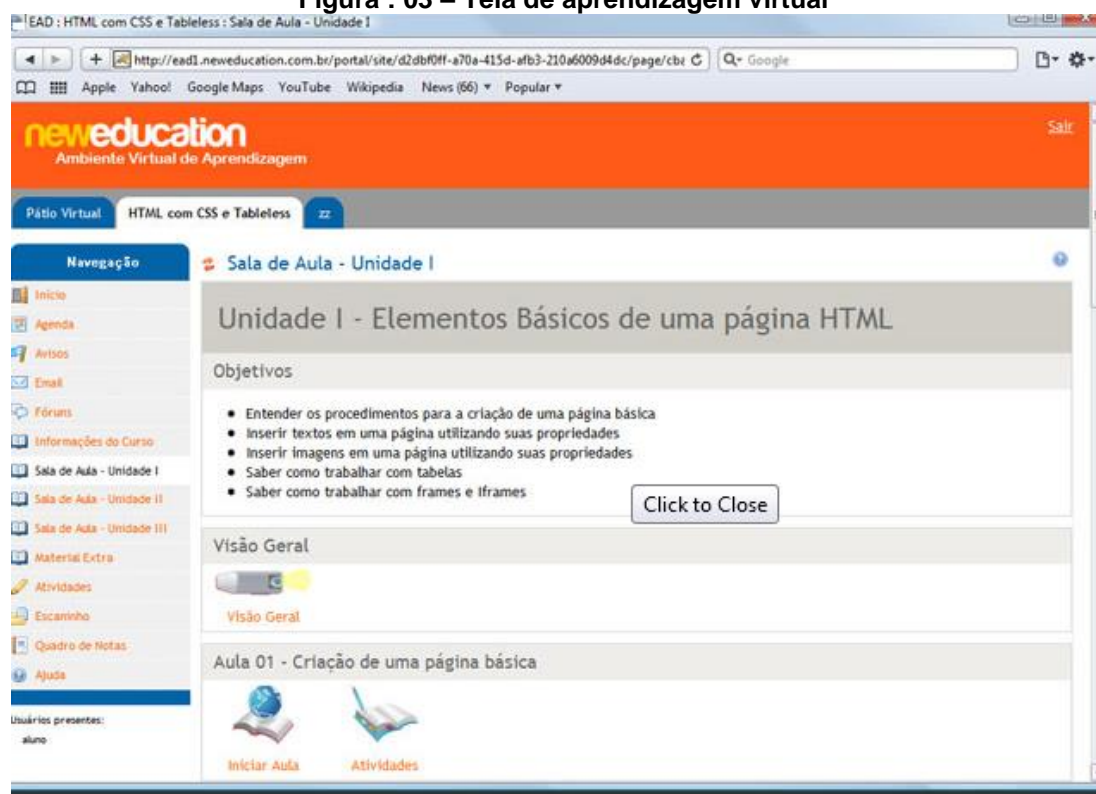 Figura : 03 – Tela de aprendizagem virtual
EAD : HTML com CSS e Tableless : Sala de Aula - Unidade I
http://ead1.neweducation.com.br/portal/site/d2dbf0ff-a70a-415d-afb3-210a6009d4dc/page/cba
Google
Apple Yahoo! Google Maps YouTube Wikipedia News (66) Popular
neweducation
Sair
Ambiente Virtual de Aprendizagem
Pátio Virtual HTML com CSS e Tableless zz
Navegação
Início
Agenda
Avisos
Email
Fóruns
Informações do Curso
Sala de Aula - Unidade I
Sala de Aula - Unidade II
Sala de Aula - Unidade III
Material Extra
Atividades
Escaninho
Quadro de Notas
Ajuda
Usuários presentes:
aluno
Sala de Aula - Unidade I
Unidade I - Elementos Básicos de uma página HTML
Objetivos
• Entender os procedimentos para a criação de uma página básica
• Inserir textos em uma página utilizando suas propriedades
• Inserir imagens em uma página utilizando suas propriedades
• Saber como trabalhar com tabelas
• Saber como trabalhar com frames e Iframes
Click to Close
Visão Geral
Visão Geral
Aula 01 - Criação de uma página básica
Iniciar Aula Atividades